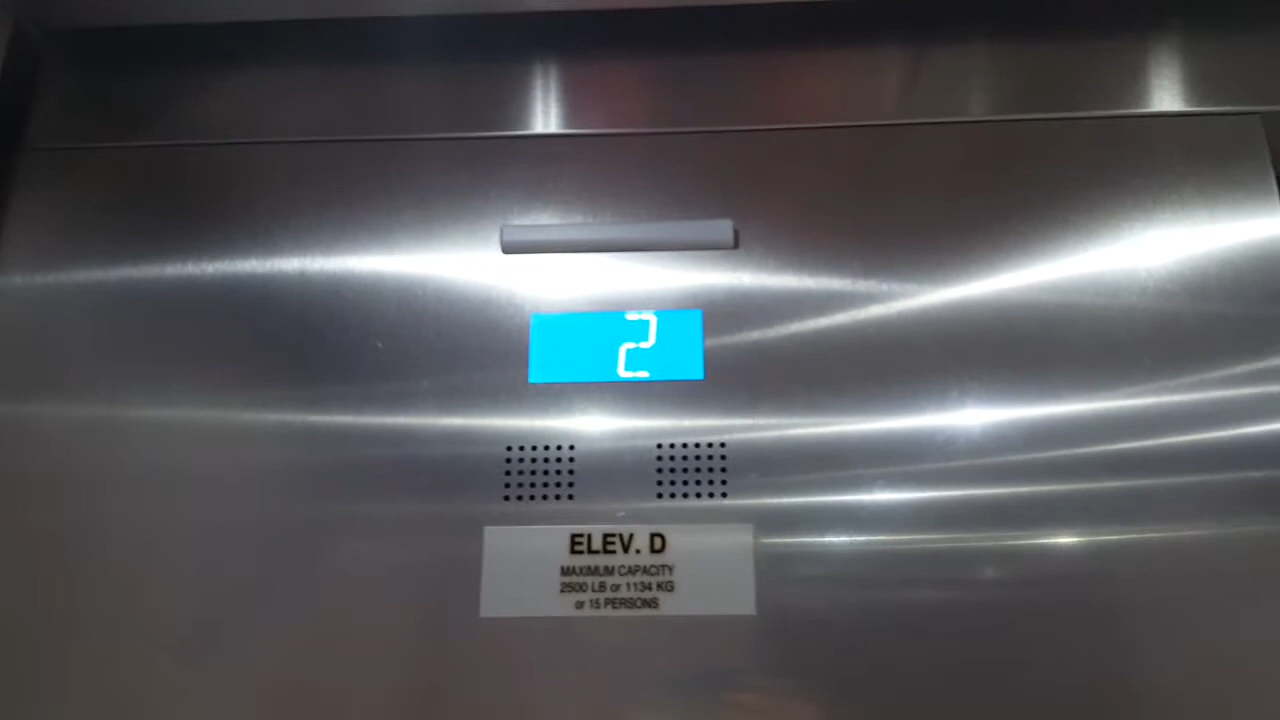 2
ELEV. D
MAXIMUM CAPACITY
2500 LB or 1134 KG
or 15 PERSONS